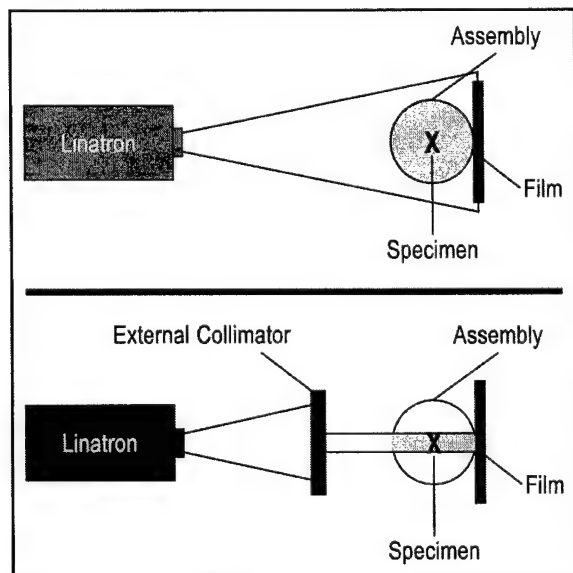 Assembly
Linatron
X
Film
Specimen
External Collimator
Assembly
Linatron
X
Film
Specimen